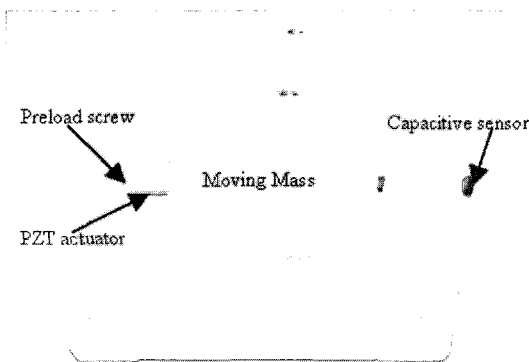 Preload screw
Capacitive sensor
Moving Mass
PZT actuator